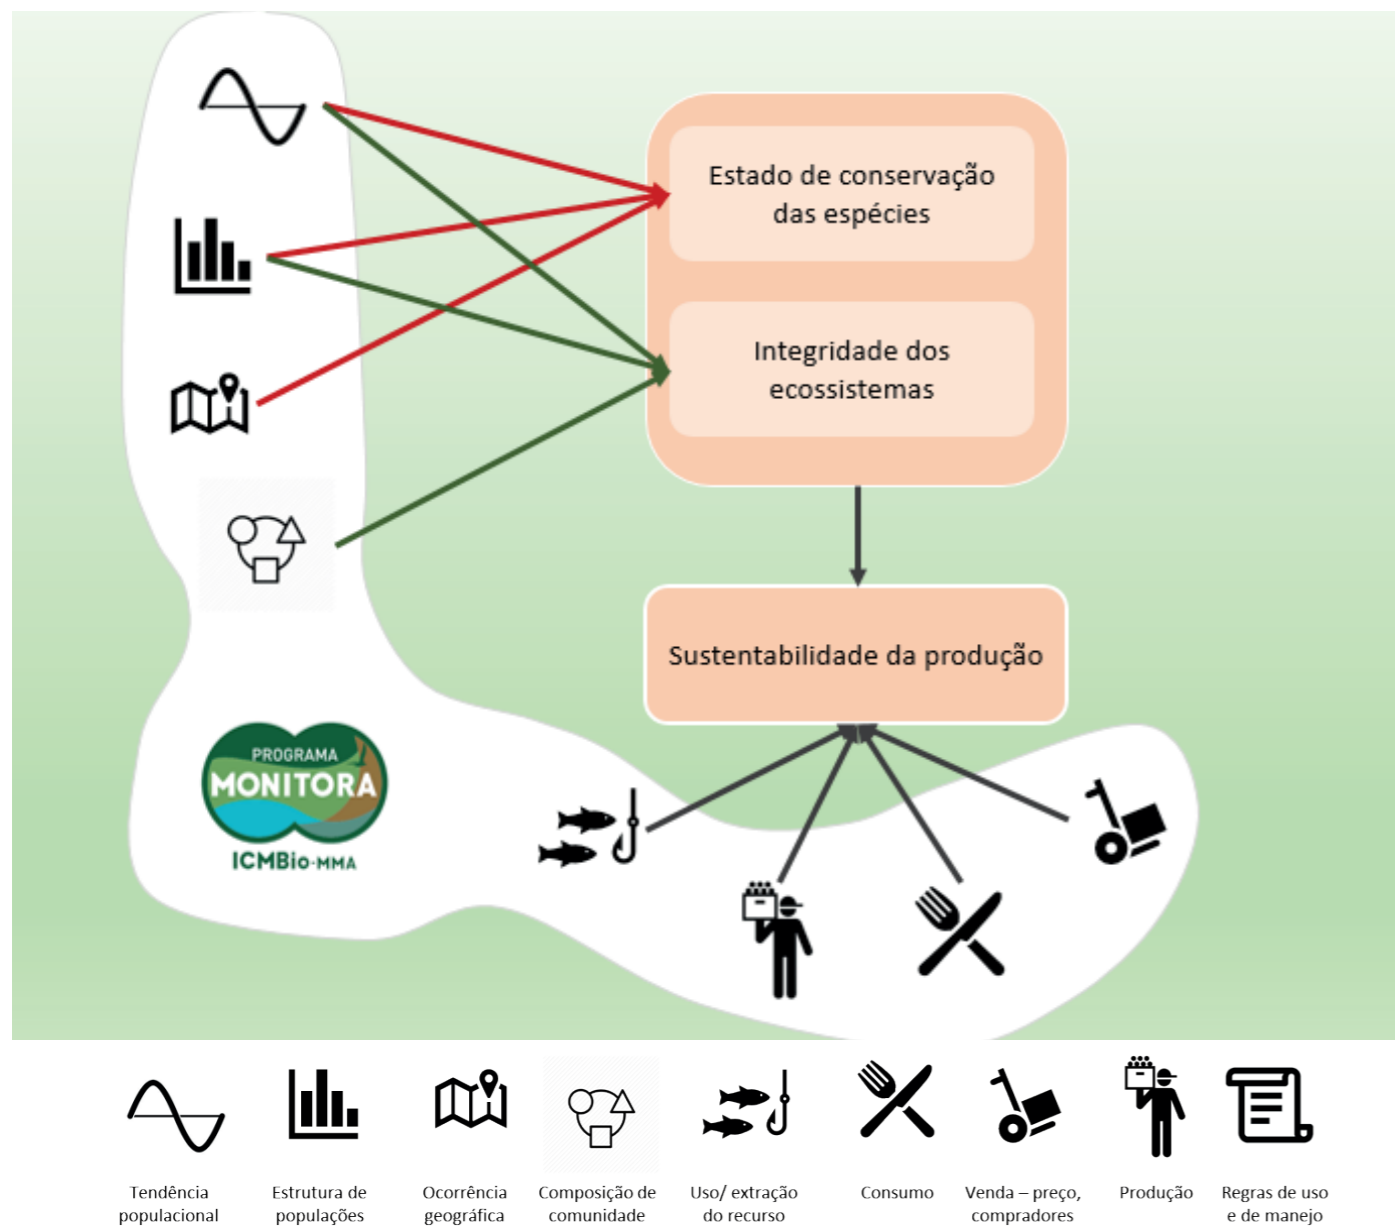 Estado de conservação
das espécies
Integridade dos
ecossistemas
Sustentabilidade da produção
PROGRAMA
MONITORA
ICMBio-MMA
Tendência
populacional
Estrutura de
populações
Ocorrência
geográfica
Composição de
comunidade
Uso/ extração
do recurso
Consumo
Venda – preço,
compradores
Produção
Regras de uso
e de manejo